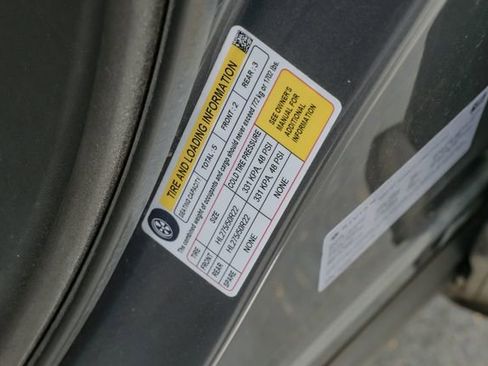 TIRE AND LOADING INFORMATION
SEATING CAPACITY TOTAL : 5 FRONT : 2 REAR : 3
The combined weight of occupants and cargo should never exceed 772 kg or 1702 lbs.
TIRE SIZE COLD TIRE PRESSURE
FRONT HL275/50R22 331 KPA, 48 PSI
REAR HL275/50R22 331 KPA, 48 PSI
SPARE NONE NONE
SEE OWNER'S
MANUAL FOR
ADDITIONAL
INFORMATION